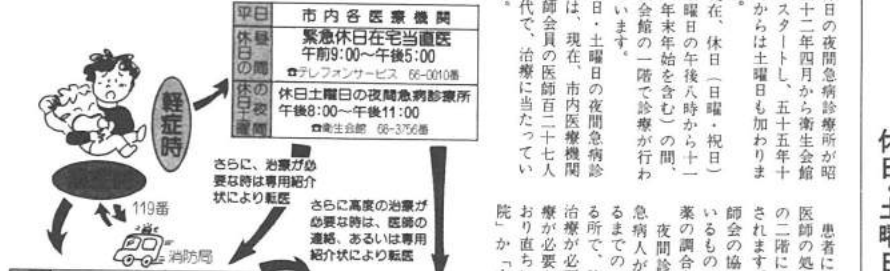 休日・土曜日
日の夜間急病診療所が昭
十二年四月から衛生会館
スタートし、五十五年十
からは土曜日も加わりま
。
在、休日（日曜・祝日）
曜日の午後八時から十一
年末年始を含む）の間、
会館の一階で診療が行わ
います。
日・土曜日の夜間急病診
は、現在、市内医療機関
師会員の医師百二十七人
代で、治療に当たってい
。
患者に
医師の処
の二階に
されます
師会の協
いるもの
薬の調合
夜間診
急病人が
るまでの
る所で、
治療が必
療が必要
おり直ち
院」か「
平日
市内各医療機関
休日の昼間
緊急休日在宅当直医
午前9:00～午後5:00
☎テレフォンサービス 66-0010番
休日土曜の夜間
休日土曜日の夜間急病診療所
午後8:00～午後11:00
☎衛生会館 68-3756番
軽症時
さらに、治療が必
要な時は専用紹介
状により転医
さらに高度の治療が
必要な時は、医師の
連絡、あるいは専用
紹介状により転医
119番
消防局